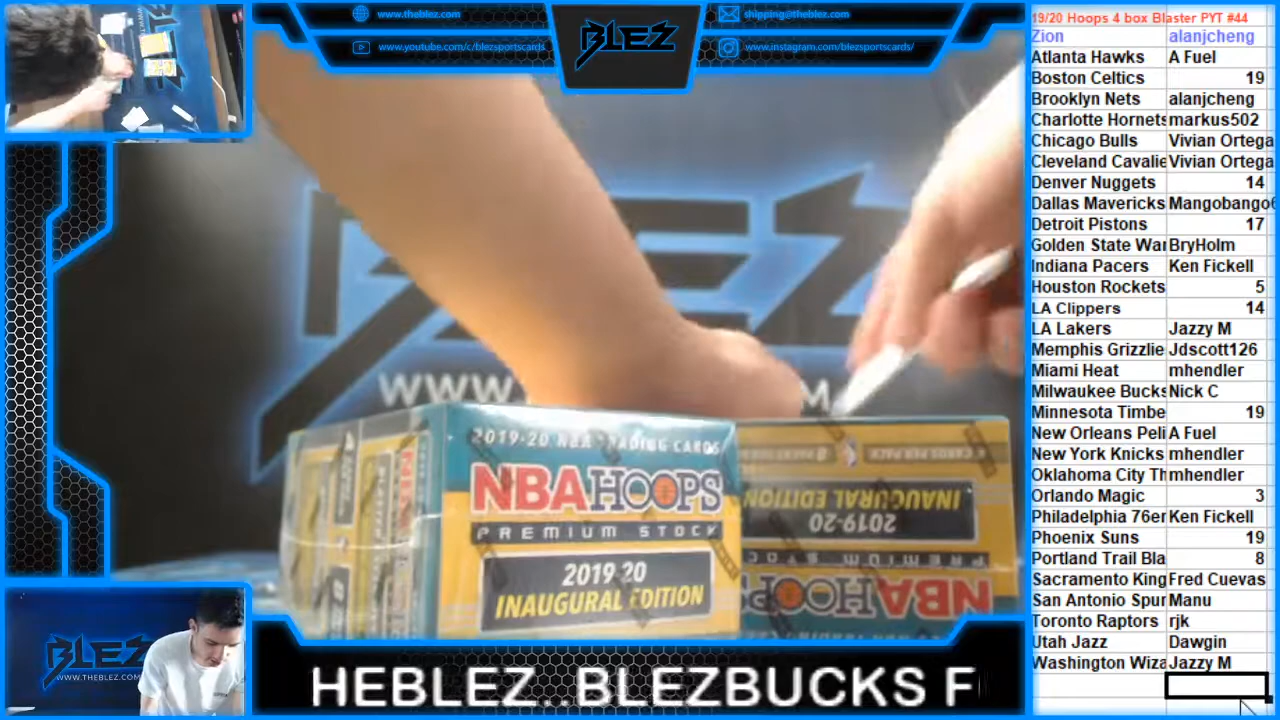 www.theblez.com
shipping@theblez.com
www.youtube.com/c/blezsportscards
www.instagram.com/blezsportscards/
BLEZ
19/20 Hoops 4 box Blaster PYT #44
Zion alanjcheng
Atlanta Hawks A Fuel
Boston Celtics 19
Brooklyn Nets alanjcheng
Charlotte Hornets markus502
Chicago Bulls Vivian Ortega
Cleveland Cavalie Vivian Ortega
Denver Nuggets 14
Dallas Mavericks Mangobango6
Detroit Pistons 17
Golden State War BryHolm
Indiana Pacers Ken Fickell
Houston Rockets 5
LA Clippers 14
LA Lakers Jazzy M
Memphis Grizzlie Jdscott126
Miami Heat mhendler
Milwaukee Bucks Nick C
Minnesota Timbe 19
New Orleans Peli A Fuel
New York Knicks mhendler
Oklahoma City Th mhendler
Orlando Magic 3
Philadelphia 76er Ken Fickell
Phoenix Suns 19
Portland Trail Bla 8
Sacramento King Fred Cuevas
San Antonio Spur Manu
Toronto Raptors rjk
Utah Jazz Dawgin
Washington Wiza Jazzy M
BLEZ
WWW
2019-20 NBA TRADING CARDS
NBA HOOPS
PREMIUM STOCK
2019-20
INAUGURAL EDITION
INAUGURAL EDITION
2019-20
PREMIUM STOCK
NBA HOOPS
BLEZ
WWW.THEBLEZ.COM
HEBLEZ. BLEZBUCKS F